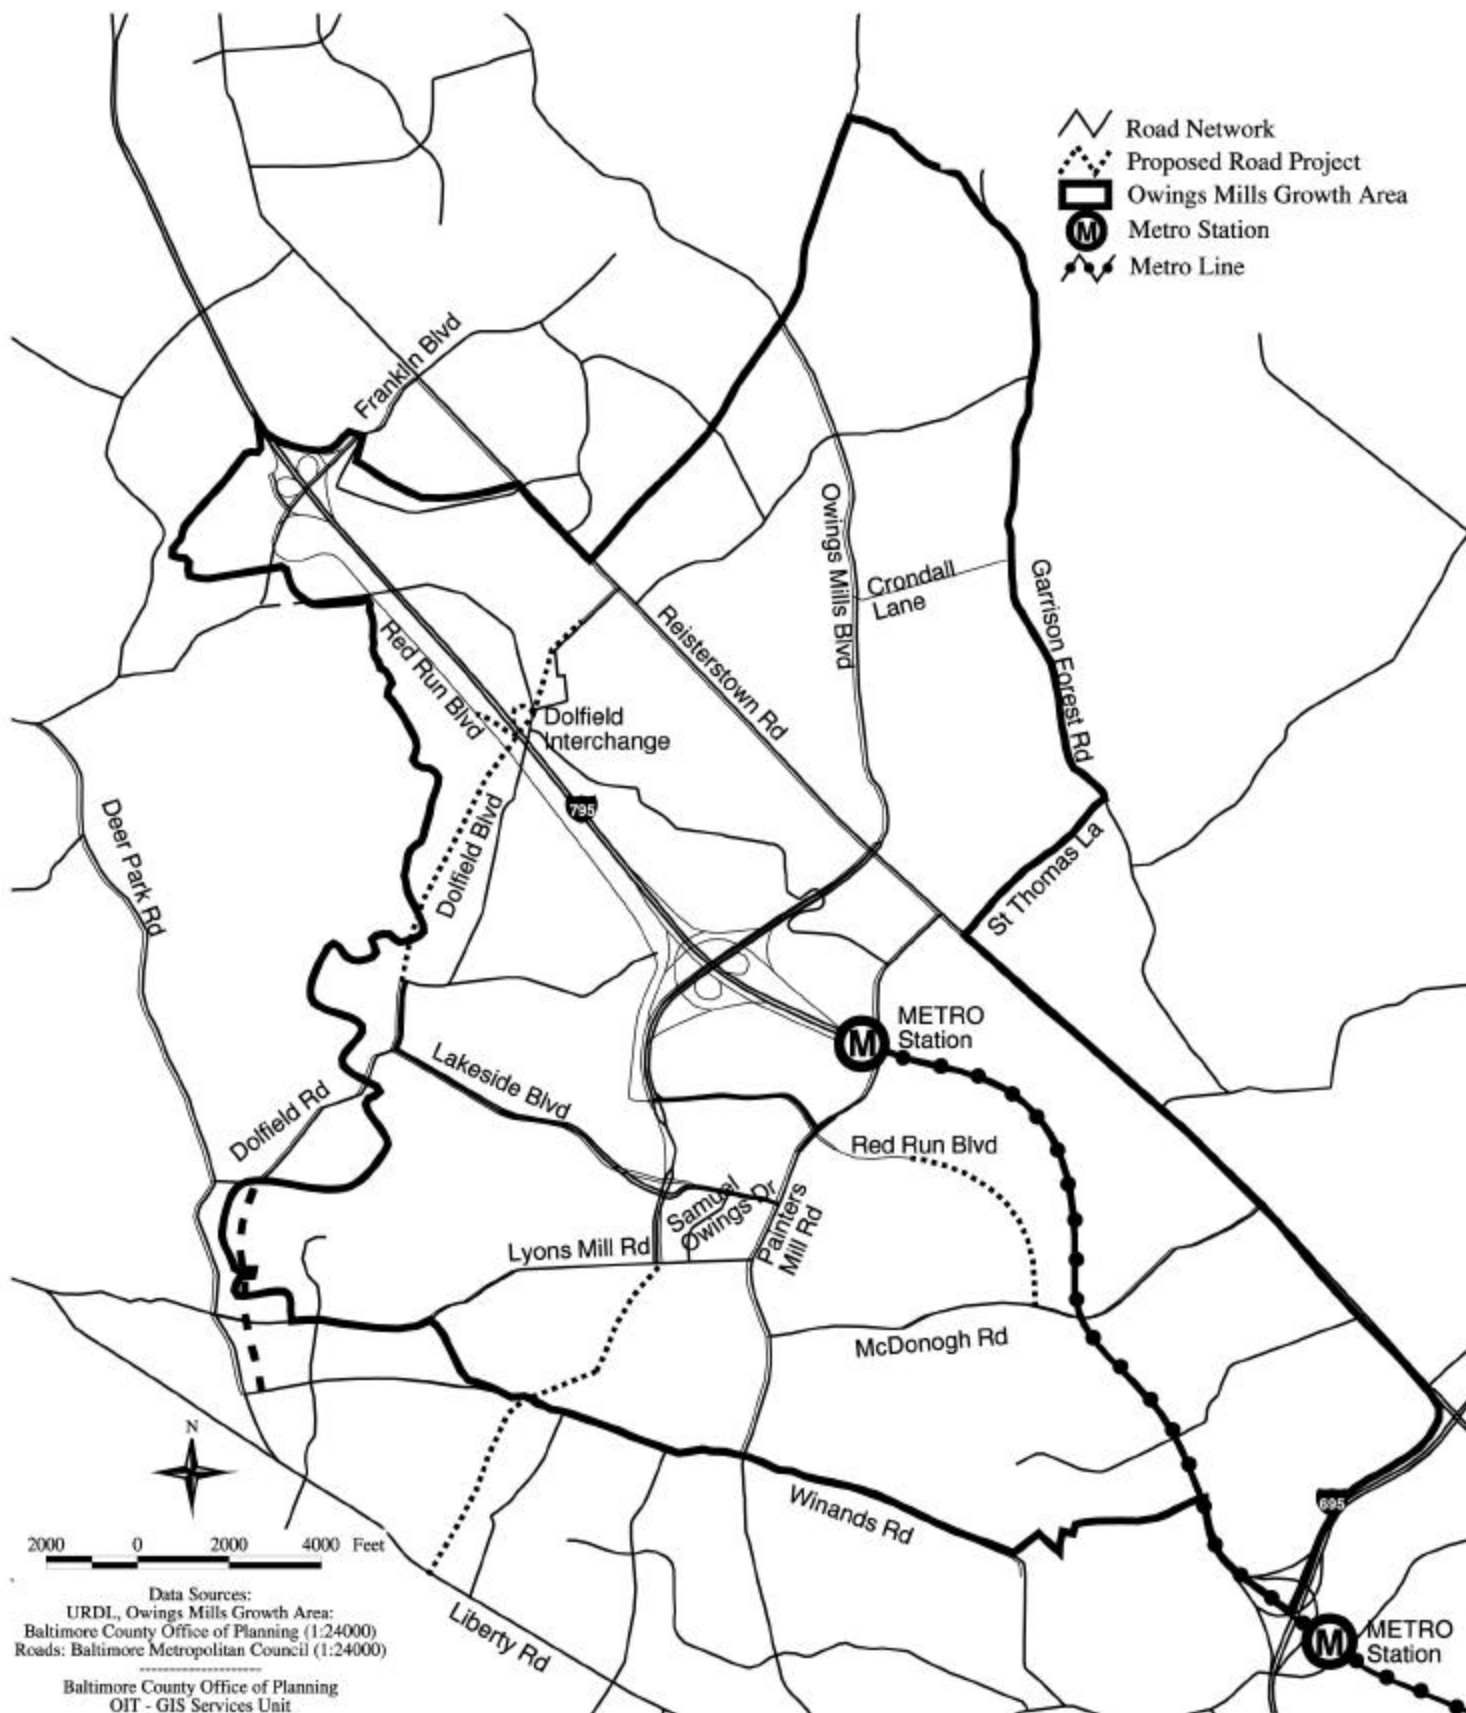 Road Network
Proposed Road Project
Owings Mills Growth Area
M
Metro Station
Metro Line
Franklin Blvd
Owings Mills Blvd
Crondall
Lane
Garrison Forest Rd
Reisterstown Rd
Red Run Blvd
Dolfield
Interchange
795
Deer Park Rd
Dolfield Blvd
St Thomas La
METRO
Station
M
Lakeside Blvd
Dolfield Rd
Red Run Blvd
Samuel
Owings Dr
Painters
Mill Rd
Lyons Mill Rd
McDonogh Rd
N
Winands Rd
695
2000 0 2000 4000 Feet
Data Sources:
URDL, Owings Mills Growth Area:
Baltimore County Office of Planning (1:24000)
Roads: Baltimore Metropolitan Council (1:24000)
--------------------
Baltimore County Office of Planning
OIT - GIS Services Unit
Liberty Rd
M
METRO
Station